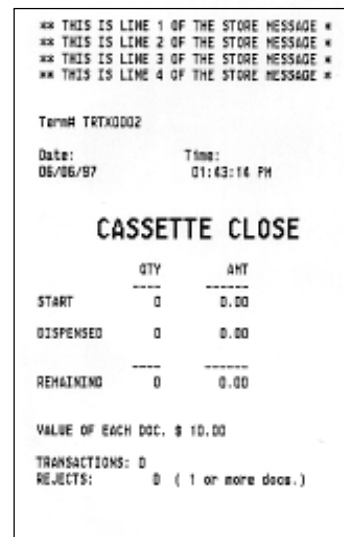 ** THIS IS LINE 1 OF THE STORE MESSAGE *
** THIS IS LINE 2 OF THE STORE MESSAGE *
** THIS IS LINE 3 OF THE STORE MESSAGE *
** THIS IS LINE 4 OF THE STORE MESSAGE *
Term# TRTX0002
Date: Time:
06/06/97 01:43:14 PM
CASSETTE CLOSE
QTY AMT
---- ------
START 0 0.00
DISPENSED 0 0.00
---- ------
REMAINING 0 0.00
VALUE OF EACH DOC. $ 10.00
TRANSACTIONS: 0
REJECTS: 0 ( 1 or more docs.)